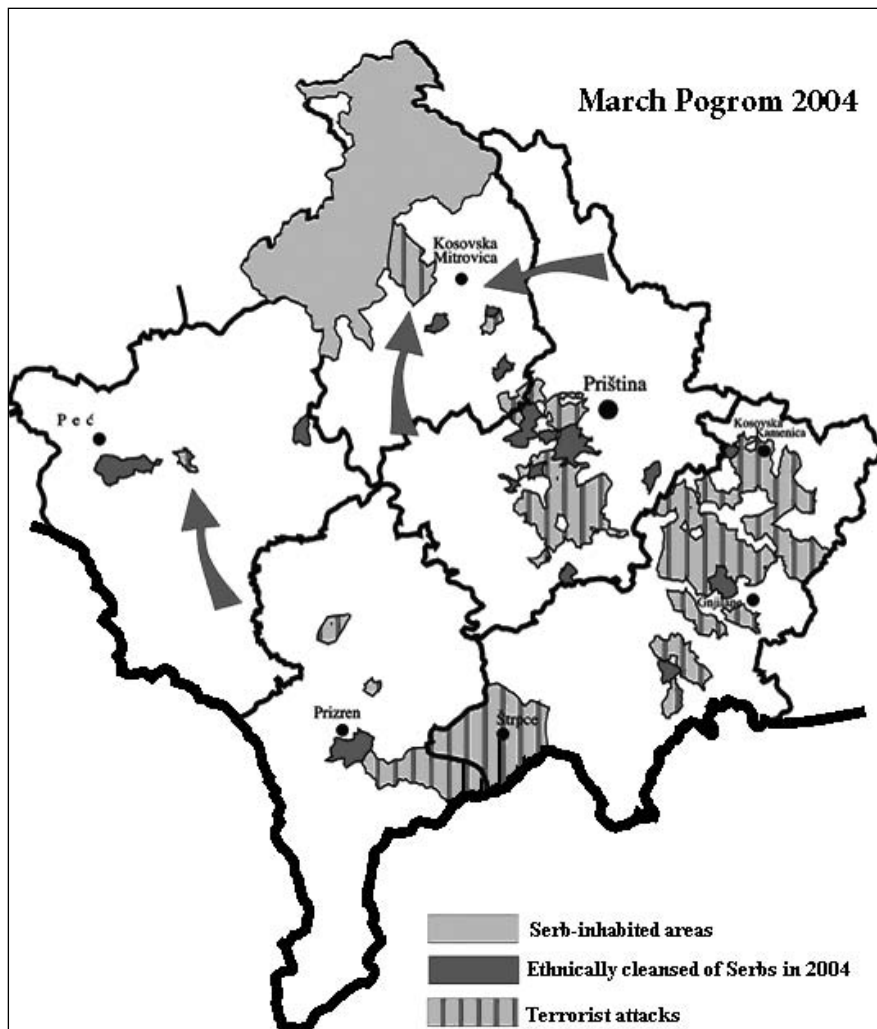 March Pogrom 2004
Kosovska
Mitrovica
Priština
Peć
Kosovska
Kamenica
Gnjilane
Prizren
Štrpce
Serb-inhabited areas
Ethnically cleansed of Serbs in 2004
Terrorist attacks